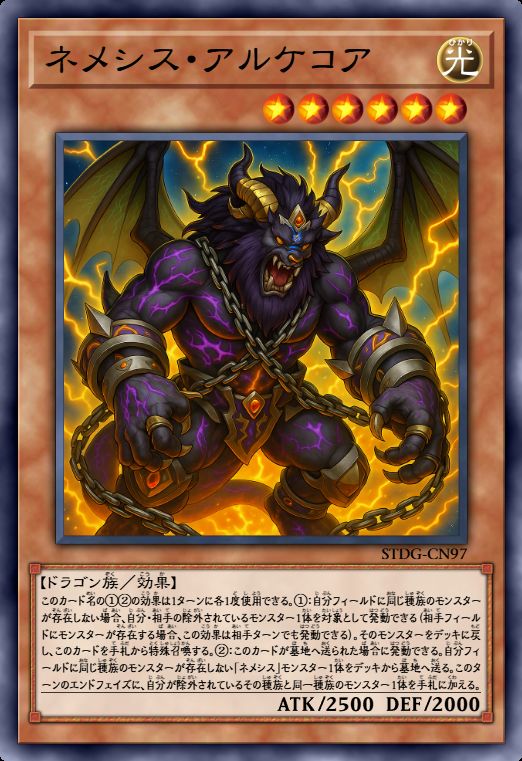 ネメシス・アルケコア
光
STDG-CN97
【ドラゴン族／効果】
このカード名の①②の効果は1ターンに各1度使用できる。①：自分フィールドに同じ種族のモンスター
が存在しない場合、自分・相手の除外されているモンスター1体を対象として発動できる（相手フィール
ドにモンスターが存在する場合、この効果は相手ターンでも発動できる）。そのモンスターをデッキに戻
し、このカードを手札から特殊召喚する。②：このカードが墓地へ送られた場合に発動できる。自分フィ
ールドに同じ種族のモンスターが存在しない「ネメシス」モンスター1体をデッキから墓地へ送る。このタ
ーンのエンドフェイズに、自分が除外されているその種族と同一種族のモンスター1体を手札に加える。
ATK/2500 DEF/2000